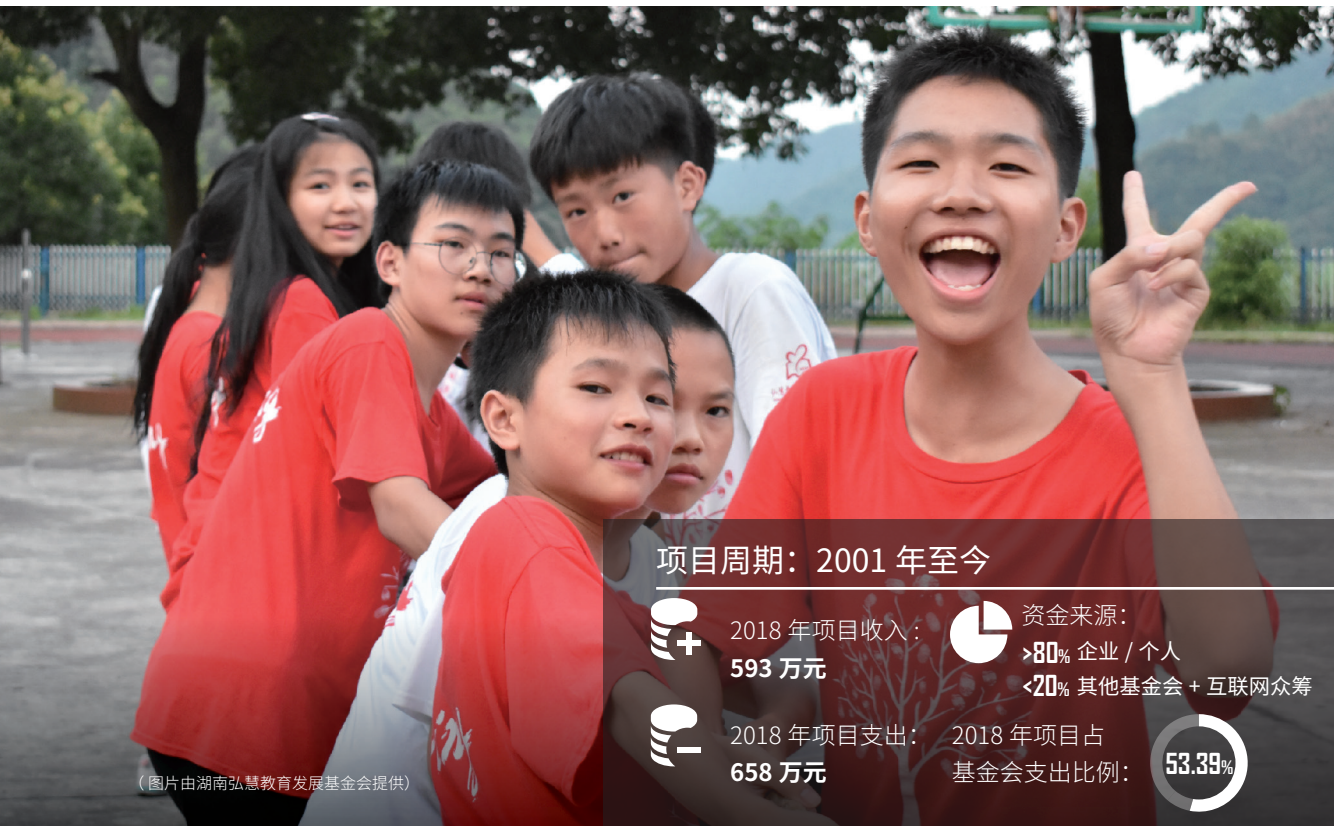 项目周期：2001 年至今
2018 年项目收入：
593 万元
资金来源：
>80% 企业 / 个人
<20% 其他基金会 + 互联网众筹
2018 年项目支出：
658 万元
2018 年项目占
基金会支出比例：
53.39%
（图片由湖南弘慧教育发展基金会提供）